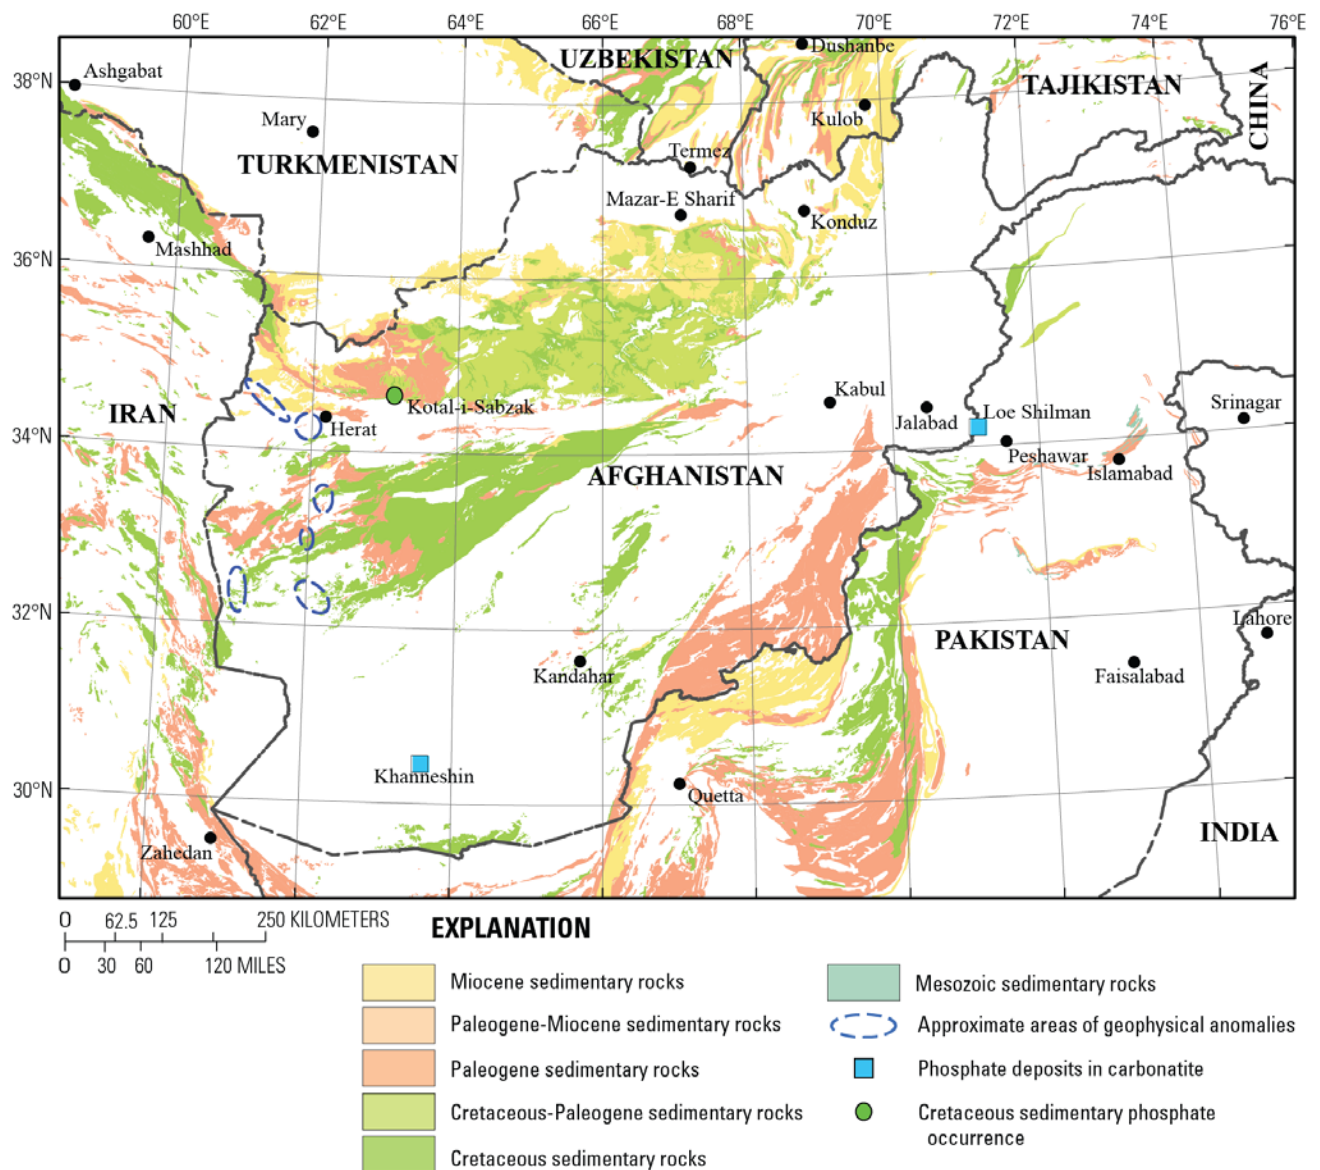 60°E 62°E 64°E 66°E 68°E 70°E 72°E 74°E 76°E
38°N
36°N
34°N
32°N
30°N
Ashgabat
UZBEKISTAN
Dushanbe
TAJIKISTAN
CHINA
Mary
Kulob
TURKMENISTAN
Termez
Mazar-E Sharif
Konduz
Mashhad
Kabul
Jalabad
Loe Shilman
Srinagar
IRAN
Kotal-i-Sabzak
Herat
Peshawar
Islamabad
AFGHANISTAN
Lahore
PAKISTAN
Kandahar
Faisalabad
Khanneshin
Quetta
INDIA
Zahedan
0 62.5 125 250 KILOMETERS
0 30 60 120 MILES
EXPLANATION
Miocene sedimentary rocks
Paleogene-Miocene sedimentary rocks
Paleogene sedimentary rocks
Cretaceous-Paleogene sedimentary rocks
Cretaceous sedimentary rocks
Mesozoic sedimentary rocks
Approximate areas of geophysical anomalies
Phosphate deposits in carbonatite
Cretaceous sedimentary phosphate
occurrence